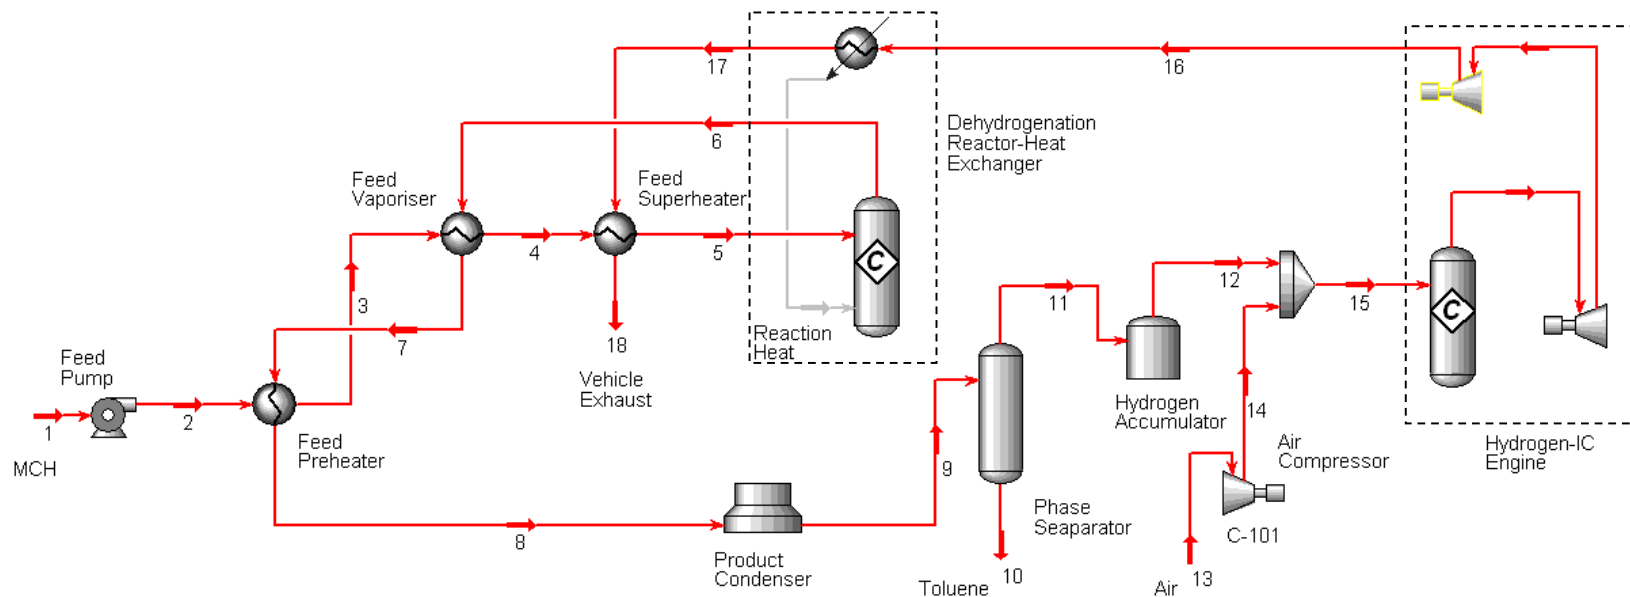 17
16
6
Dehydrogenation
Reactor-Heat
Exchanger
Feed
Vaporiser
Feed
Superheater
4
5
C
3
7
Reaction
Heat
18
Vehicle
Exhaust
Feed
Pump
1
2
MCH
Feed
Preheater
8
Product
Condenser
9
11
12
15
C
Hydrogen
Accumulator
14
Air
Compressor
C-101
Hydrogen-IC
Engine
Phase
Seaparator
10
Toluene
Air
13